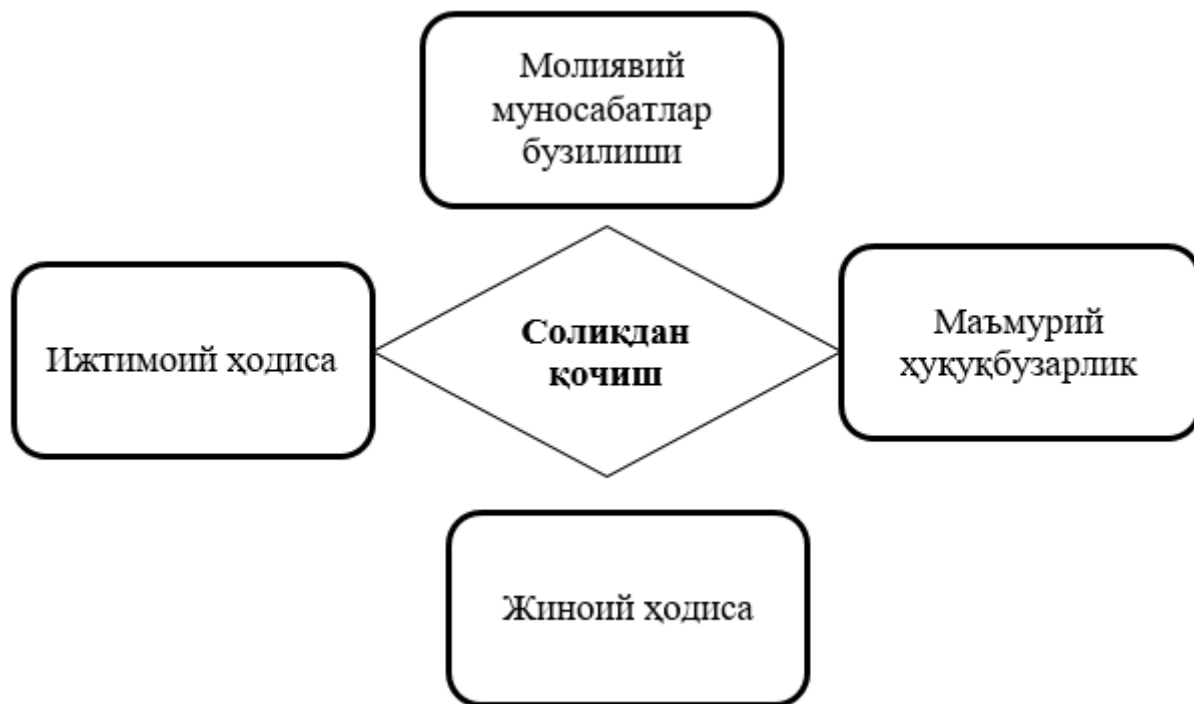 Молиявий
муносабатлар
бузилиши
Ижтимоий ҳодиса
Солиқдан
қочиш
Маъмурий
ҳуқуқбузарлик
Жиноий ҳодиса